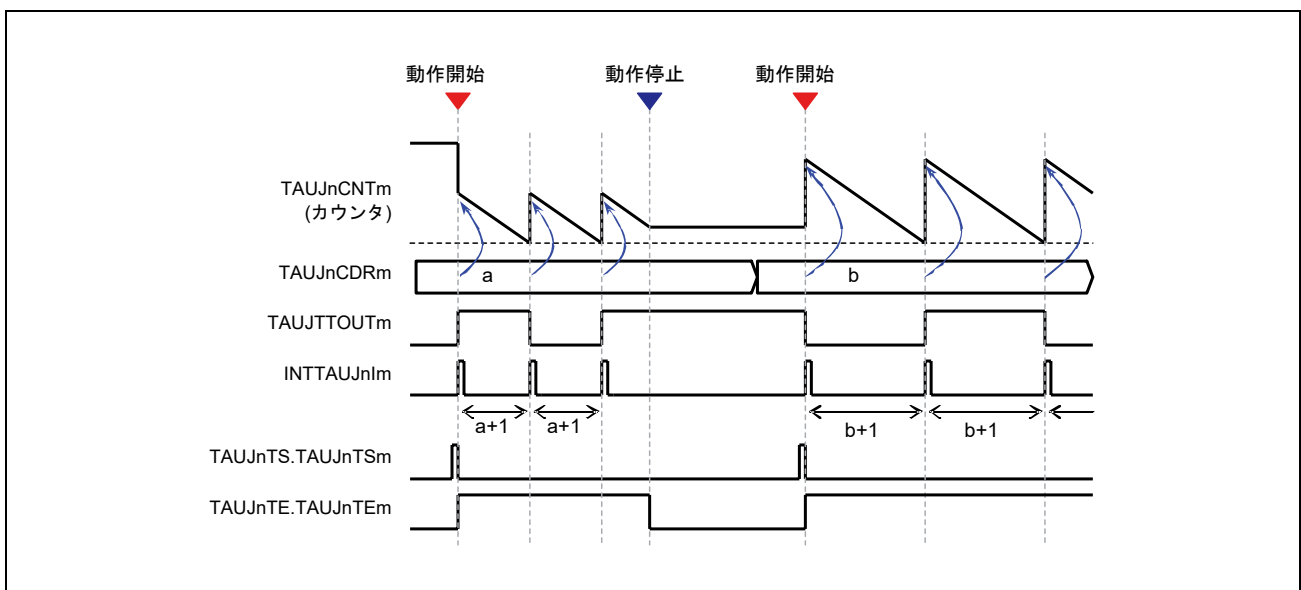 動作開始 動作停止 動作開始
TAUJnCNTm
(カウンタ)
TAUJnCDRm a b
TAUJTTOUTm
INTTAUJnIm
a+1 a+1 b+1 b+1
TAUJnTS.TAUJnTSm
TAUJnTE.TAUJnTEm